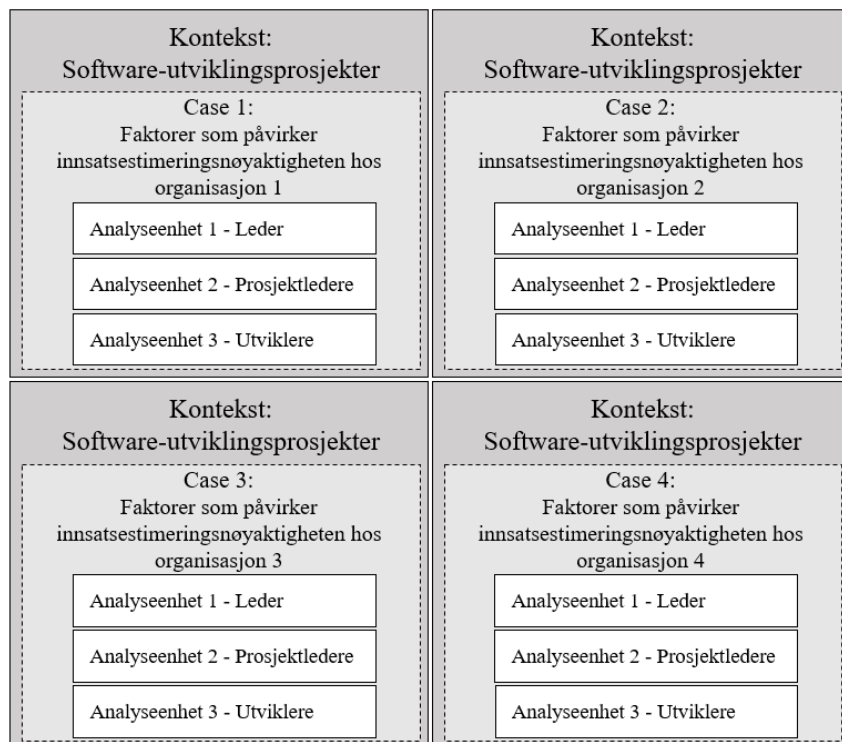 Kontekst:
Software-utviklingsprosjekter
Case 1:
Faktorer som påvirker
innsatsestimeringsnøyaktigheten hos
organisasjon 1
Analyseenhet 1 - Leder
Analyseenhet 2 - Prosjektledere
Analyseenhet 3 - Utviklere
Kontekst:
Software-utviklingsprosjekter
Case 2:
Faktorer som påvirker
innsatsestimeringsnøyaktigheten hos
organisasjon 2
Analyseenhet 1 - Leder
Analyseenhet 2 - Prosjektledere
Analyseenhet 3 - Utviklere
Kontekst:
Software-utviklingsprosjekter
Case 3:
Faktorer som påvirker
innsatsestimeringsnøyaktigheten hos
organisasjon 3
Analyseenhet 1 - Leder
Analyseenhet 2 - Prosjektledere
Analyseenhet 3 - Utviklere
Kontekst:
Software-utviklingsprosjekter
Case 4:
Faktorer som påvirker
innsatsestimeringsnøyaktigheten hos
organisasjon 4
Analyseenhet 1 - Leder
Analyseenhet 2 - Prosjektledere
Analyseenhet 3 - Utviklere